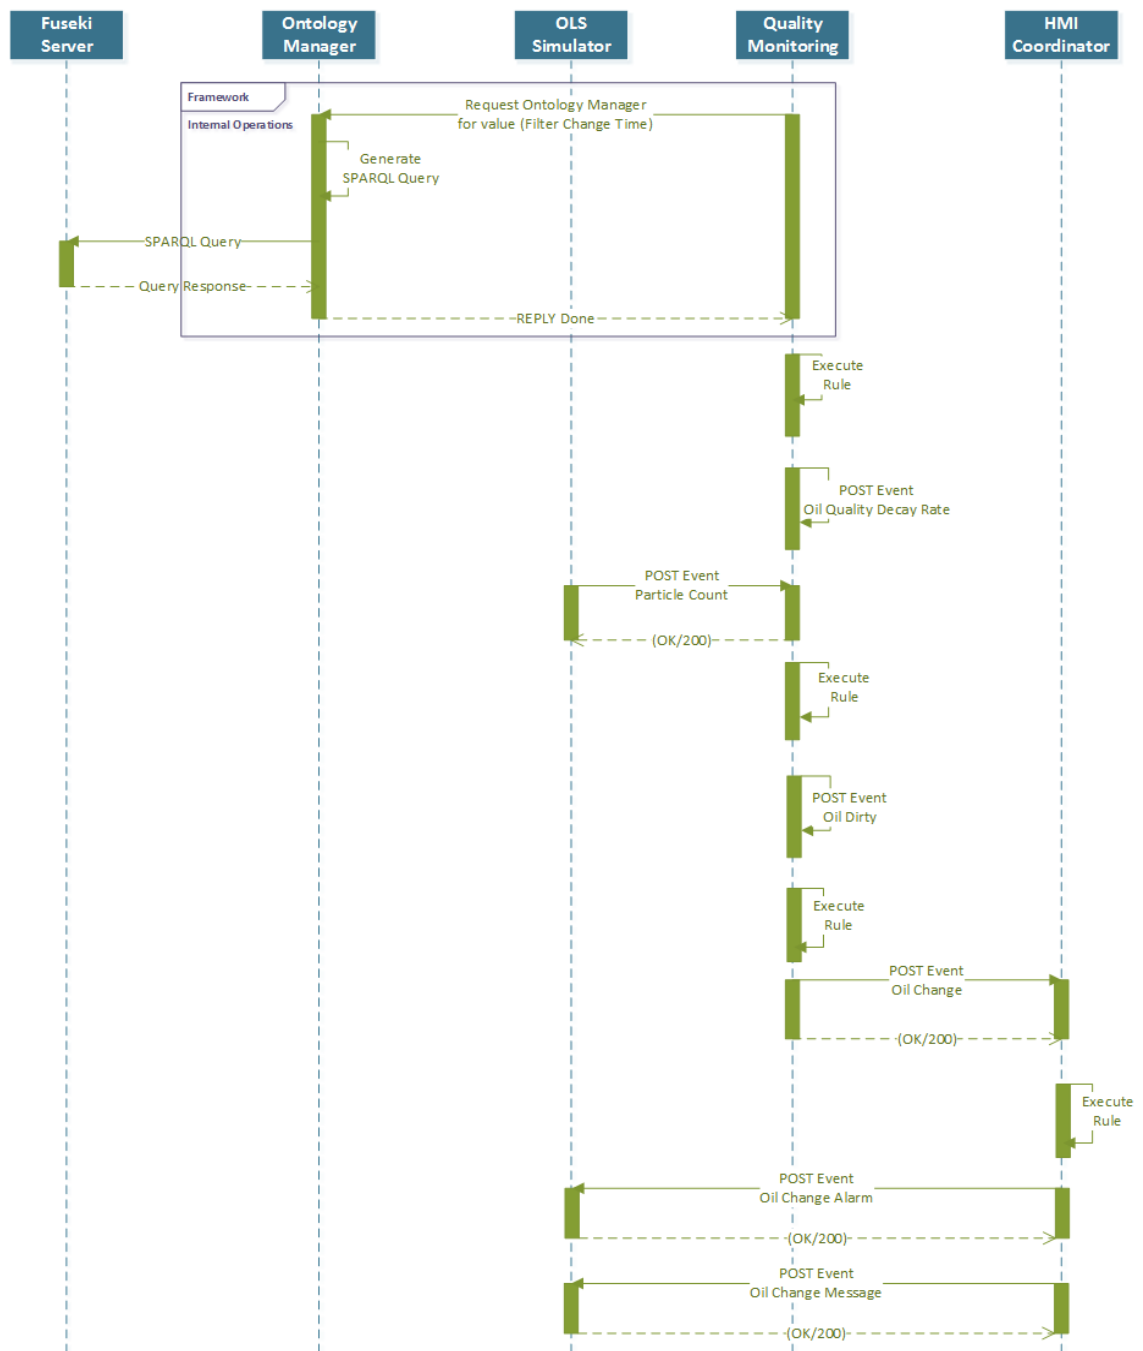 Fuseki
Server
Ontology
Manager
OLS
Simulator
Quality
Monitoring
HMI
Coordinator
Framework
Internal Operations
Request Ontology Manager
for value (Filter Change Time)
Generate
SPARQL Query
SPARQL Query
Query Response
REPLY Done
Execute
Rule
POST Event
Oil Quality Decay Rate
POST Event
Particle Count
(OK/200)
Execute
Rule
POST Event
Oil Dirty
Execute
Rule
POST Event
Oil Change
(OK/200)
Execute
Rule
POST Event
Oil Change Alarm
(OK/200)
POST Event
Oil Change Message
(OK/200)